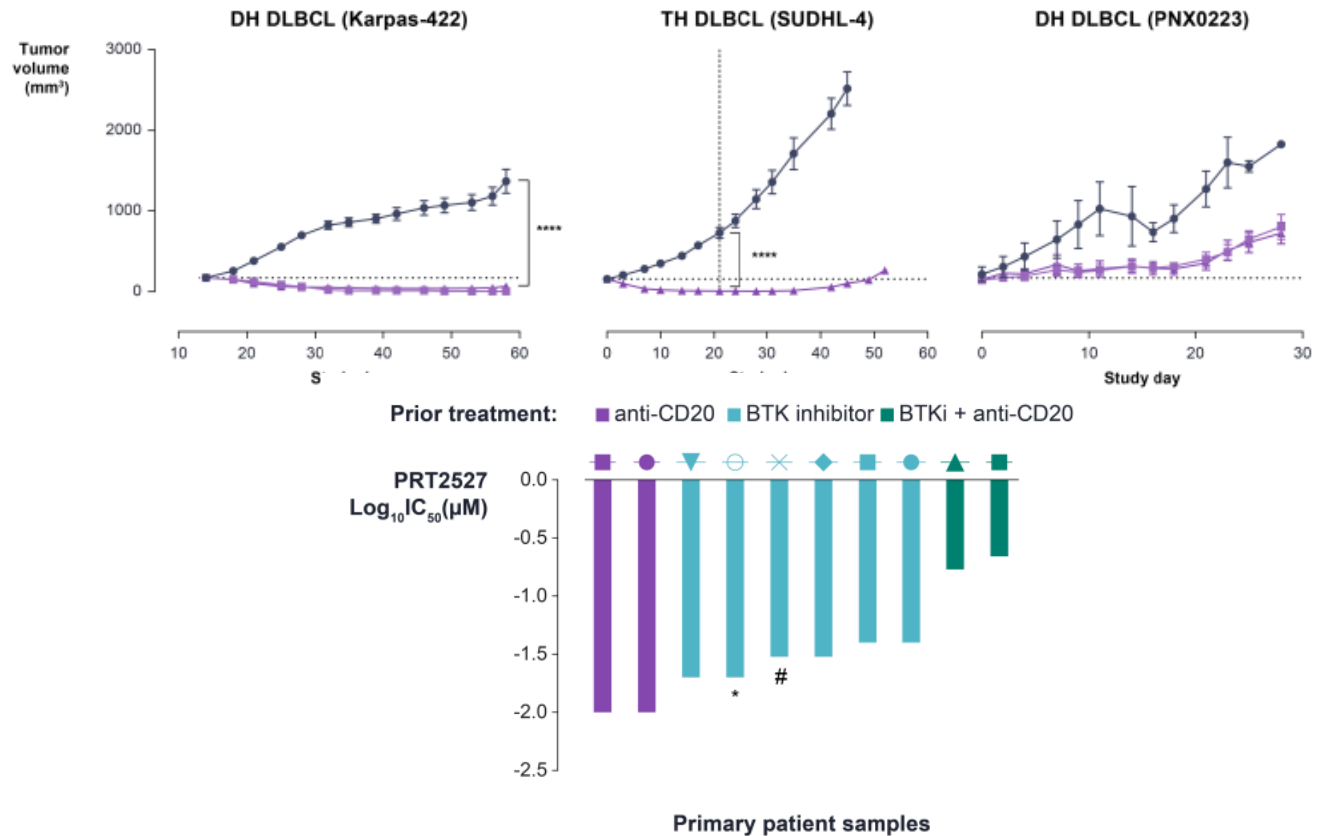 DH DLBCL (Karpas-422)
TH DLBCL (SUDHL-4)
DH DLBCL (PNX0223)
Tumor
volume
(mm³)
3000
2000
1000
0
****
****
10 20 30 40 50 60
0 10 20 30 40 50 60
0 10 20 30
Study day
Prior treatment: anti-CD20 BTK inhibitor BTKi + anti-CD20
PRT2527
Log₁₀IC₅₀(µM)
0.0
-0.5
-1.0
-1.5
-2.0
-2.5
*
#
Primary patient samples